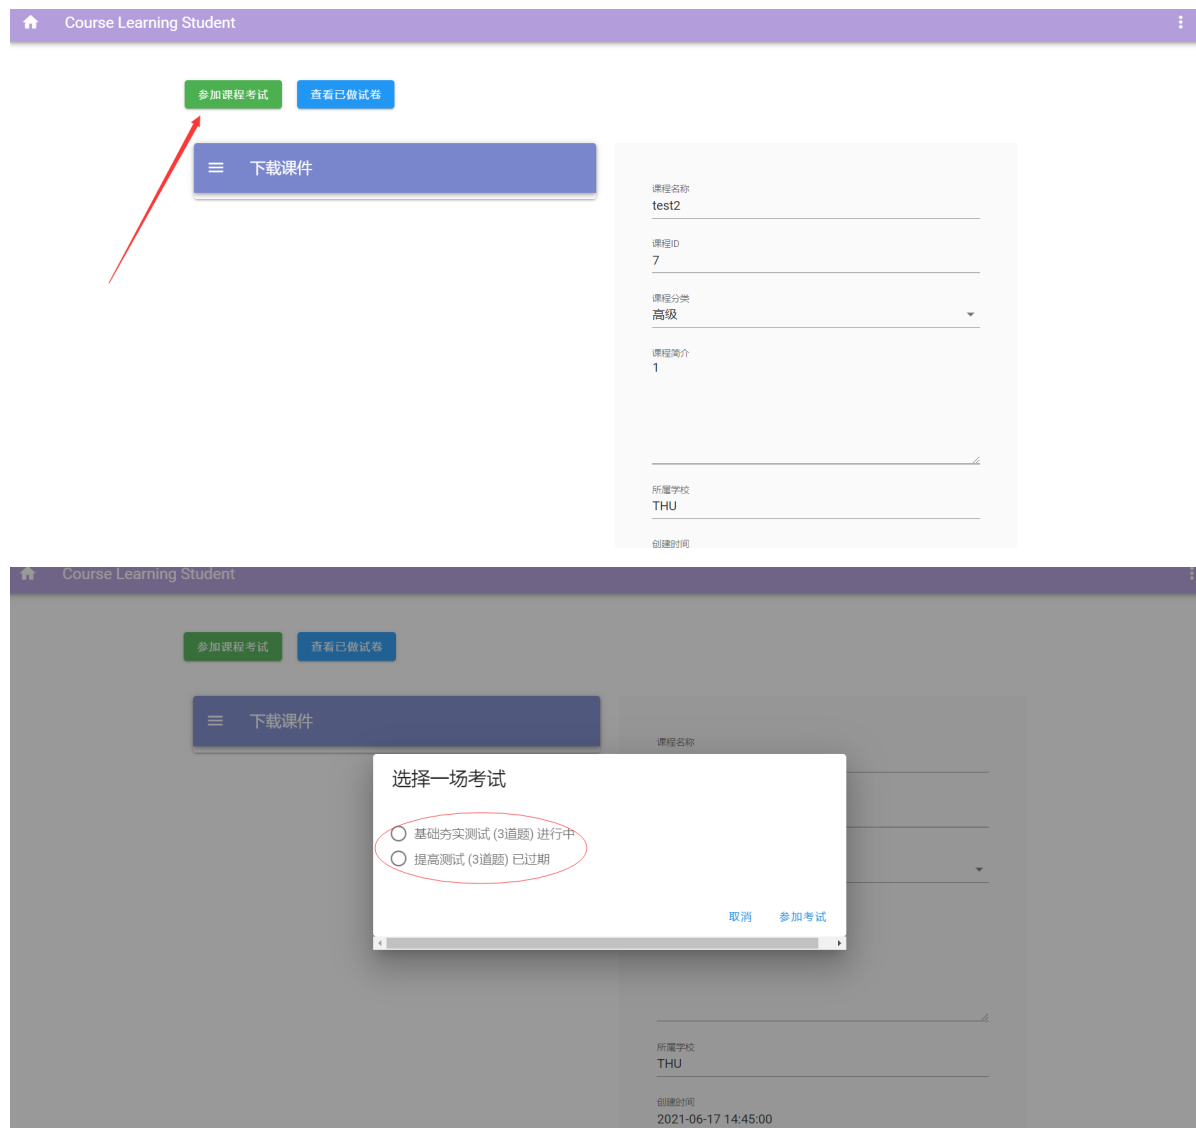 Course Learning Student
参加课程考试 查看已做试卷
下载课件
课程名称
test2
课程ID
7
课程分类
高级
课程简介
1
所属学校
THU
创建时间
Course Learning Student
参加课程考试 查看已做试卷
下载课件
课程名称
选择一场考试
基础夯实测试 (3道题) 进行中
提高测试 (3道题) 已过期
取消 参加考试
所属学校
THU
创建时间
2021-06-17 14:45:00